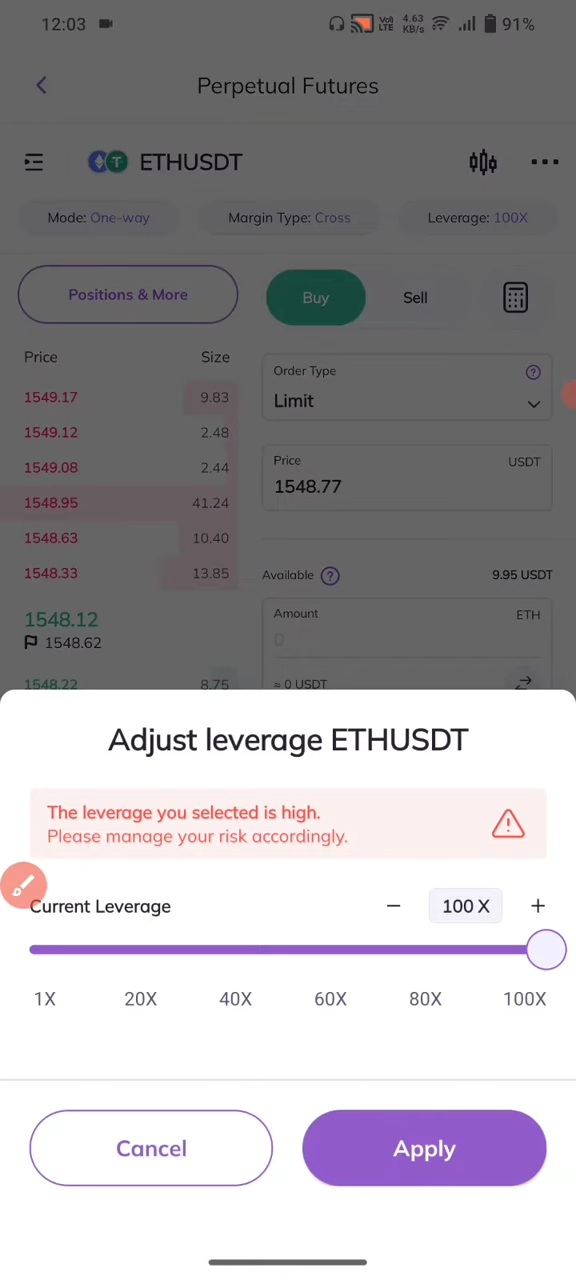 12:03
Vo) LTE 4.63 KB/s 91%
Perpetual Futures
T ETHUSDT
Mode: One-way Margin Type: Cross Leverage: 100X
Positions & More Buy Sell
Price Size
Order Type ?
Limit
1549.17 9.83
1549.12 2.48
1549.08 2.44
1548.95 41.24
1548.63 10.40
1548.33 13.85
Price USDT
1548.77
Available ? 9.95 USDT
1548.12
1548.62
Amount ETH
0
1548.22 8.75
≈ 0 USDT
Adjust leverage ETHUSDT
The leverage you selected is high.
Please manage your risk accordingly.
Current Leverage − 100 X +
1X 20X 40X 60X 80X 100X
Cancel Apply